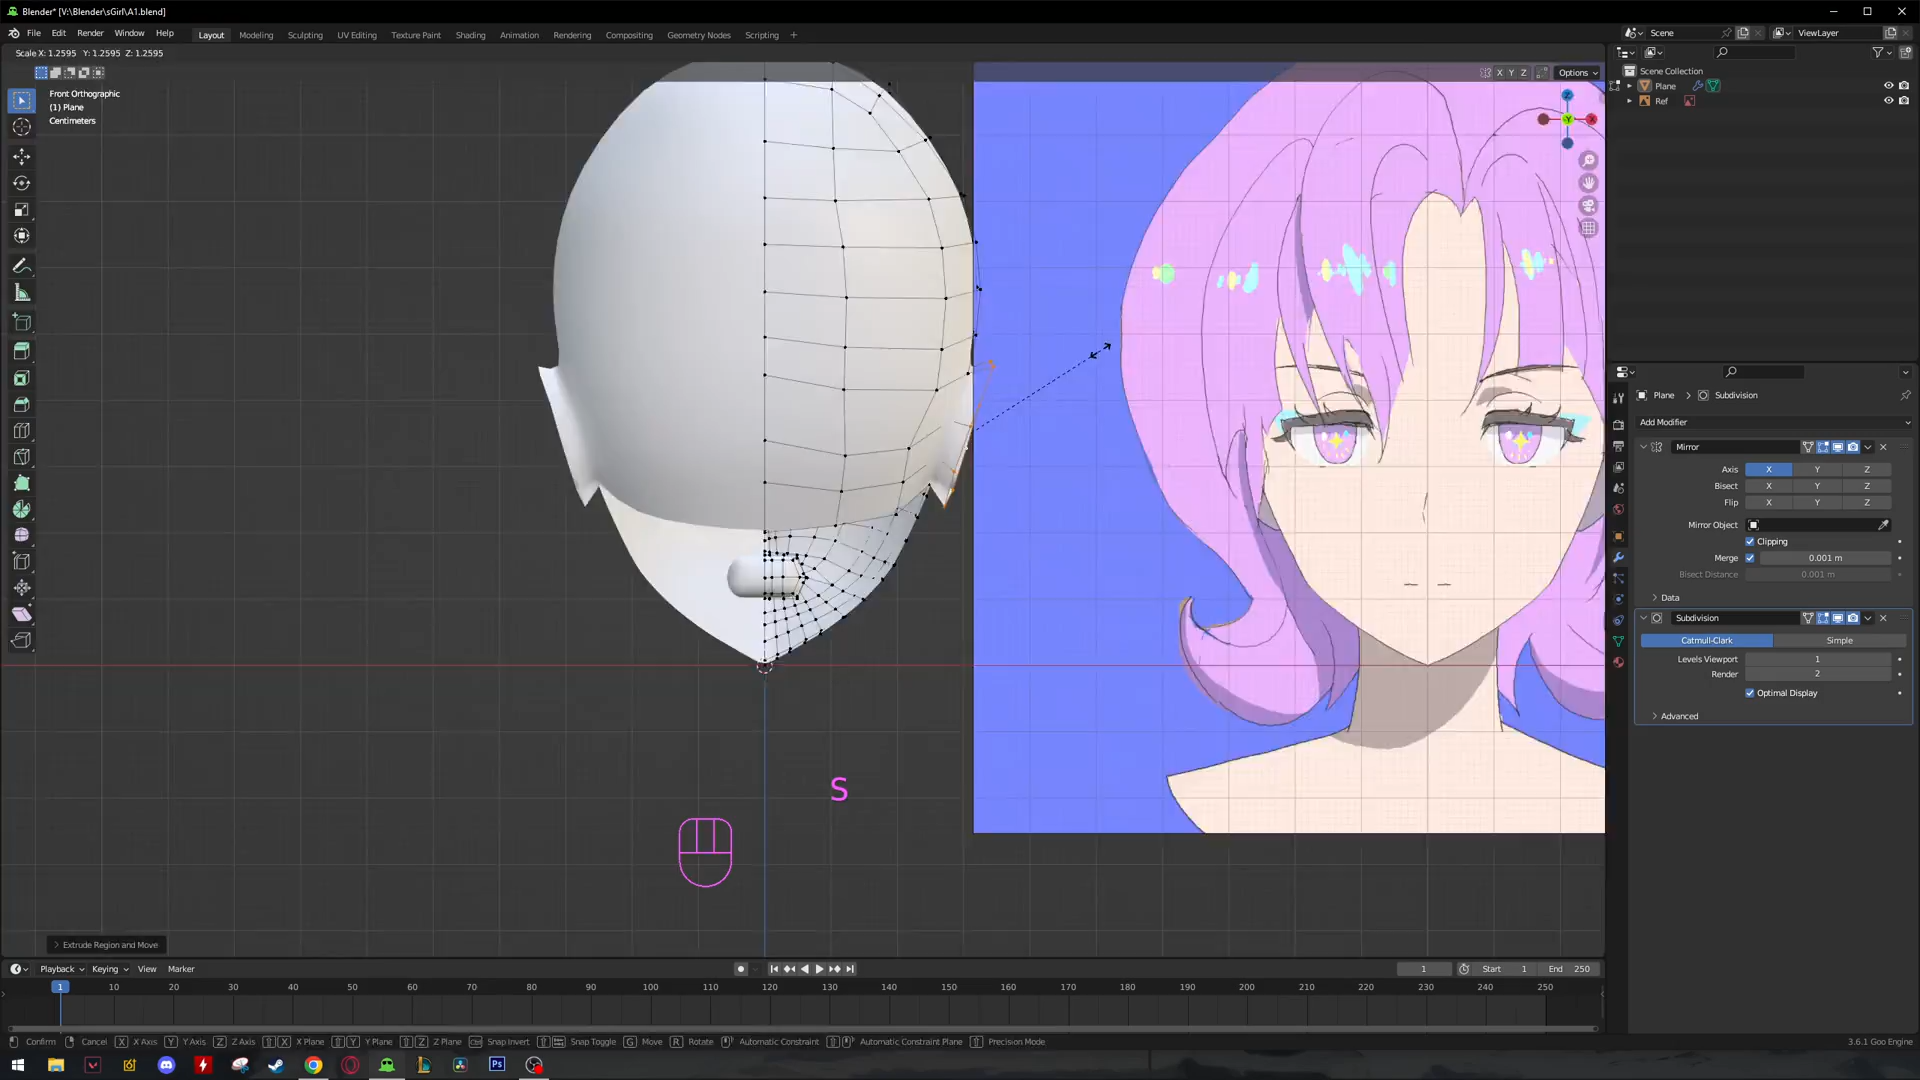 Blender* [V:\Blender\sGirl\A1.blend]
File Edit Render Window Help
Layout Modeling Sculpting UV Editing Texture Paint Shading Animation Rendering Compositing Geometry Nodes Scripting +
Scene
ViewLayer
Scale X: 1.2595 Y: 1.2595 Z: 1.2595
X Y Z
Options
Front Orthographic
(1) Plane
Centimeters
Z
Y
X
Scene Collection
Plane
Ref
Plane > Subdivision
Add Modifier
Mirror
Axis X Y Z
Bisect X Y Z
Flip X Y Z
Mirror Object
Clipping
Merge 0.001 m
Bisect Distance 0.001 m
Data
Subdivision
Catmull-Clark Simple
Levels Viewport 1
Render 2
Optimal Display
Advanced
S
Extrude Region and Move
Playback Keying View Marker
1 Start 1 End 250
1 10 20 30 40 50 60 70 80 90 100 110 120 130 140 150 160 170 180 190 200 210 220 230 240 250
Confirm Cancel X X Axis Y Y Axis Z Z Axis X X Plane Y Y Plane Z Z Plane Snap Invert Snap Toggle G Move R Rotate Automatic Constraint Automatic Constraint Plane Precision Mode
3.6.1 Goo Engine
Ps